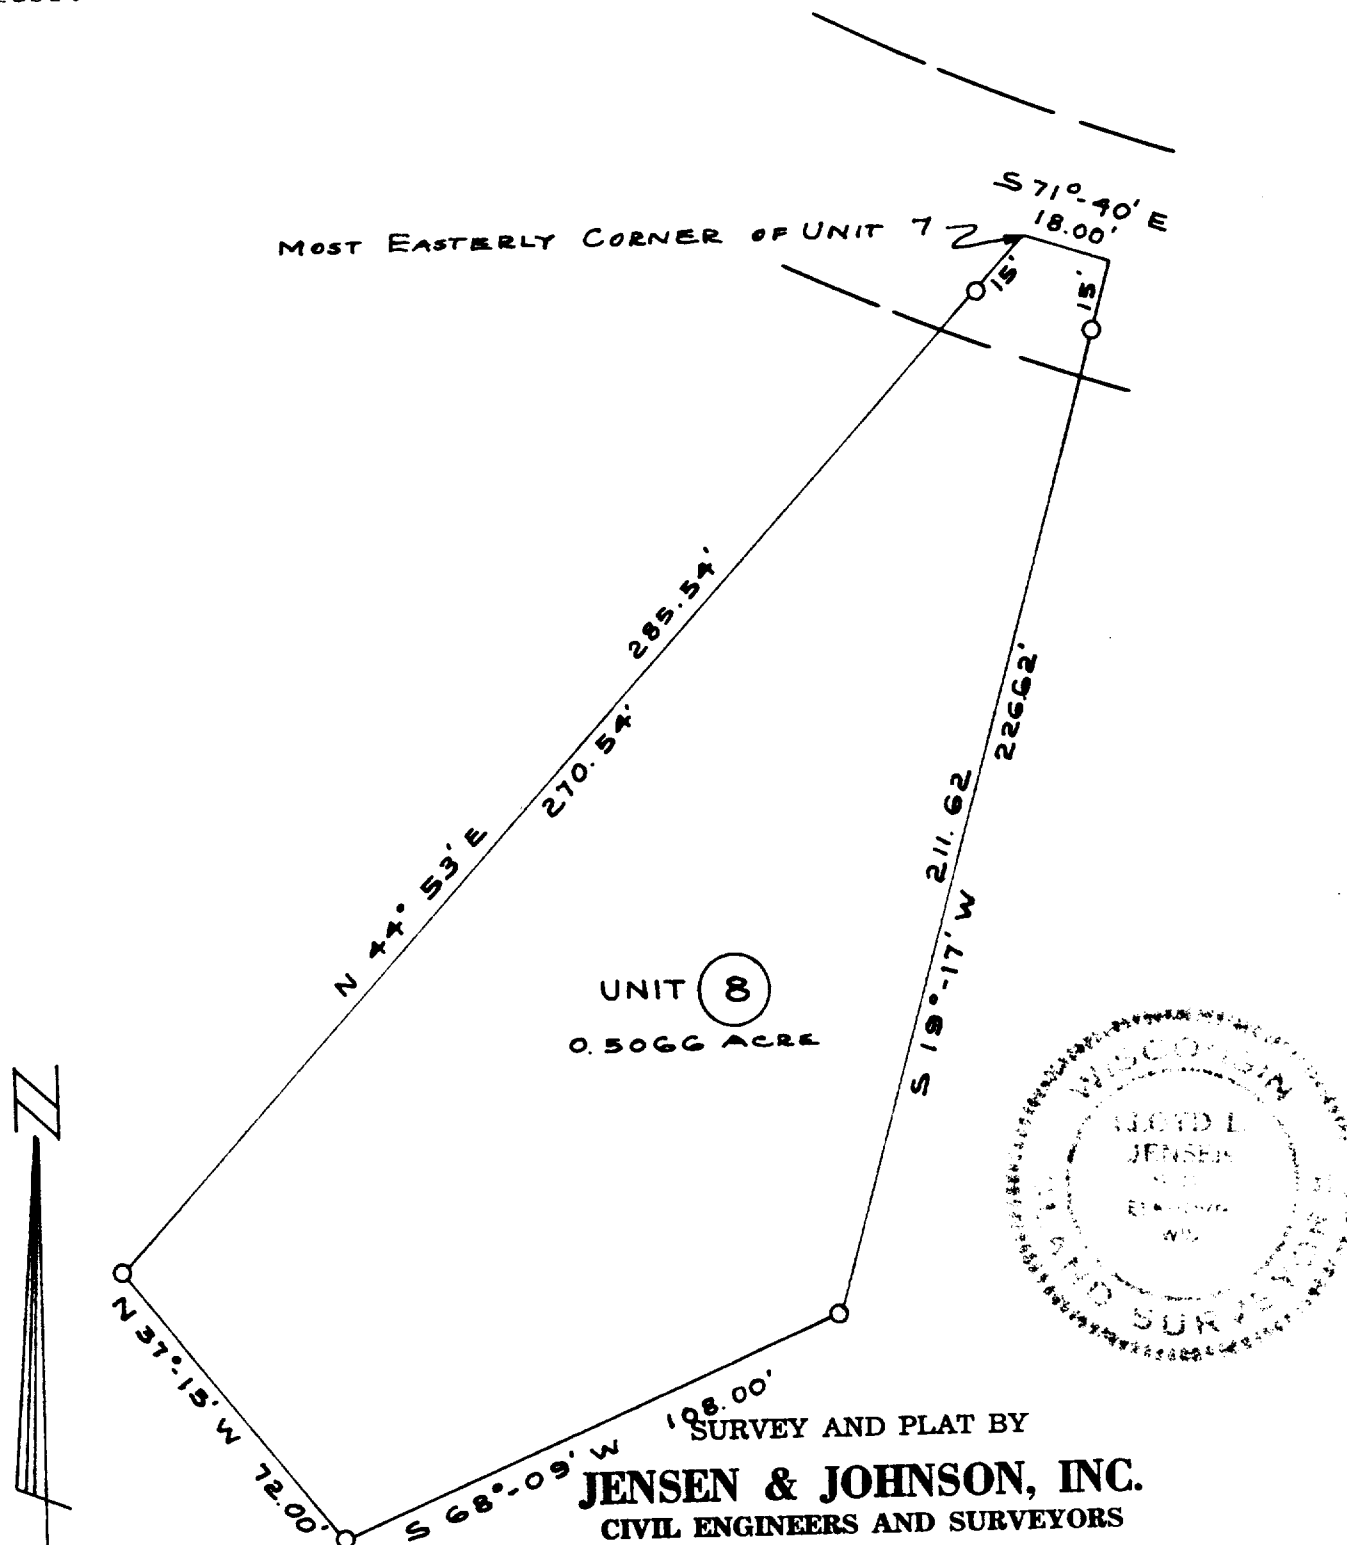 S 71°-40' E
18.00'
MOST EASTERLY CORNER OF UNIT 7
15'
15'
285.54'
270.54'
N 44° 53' E
226.62'
211.62
S 19°-17' W
UNIT 8
0.5066 ACRE
N
WISCONSIN
LLOYD L.
JENSEN
WIS.
LAND SURVEYOR
N 37°-15' W 72.00'
S 68°-09' W 108.00'
SURVEY AND PLAT BY
JENSEN & JOHNSON, INC.
CIVIL ENGINEERS AND SURVEYORS